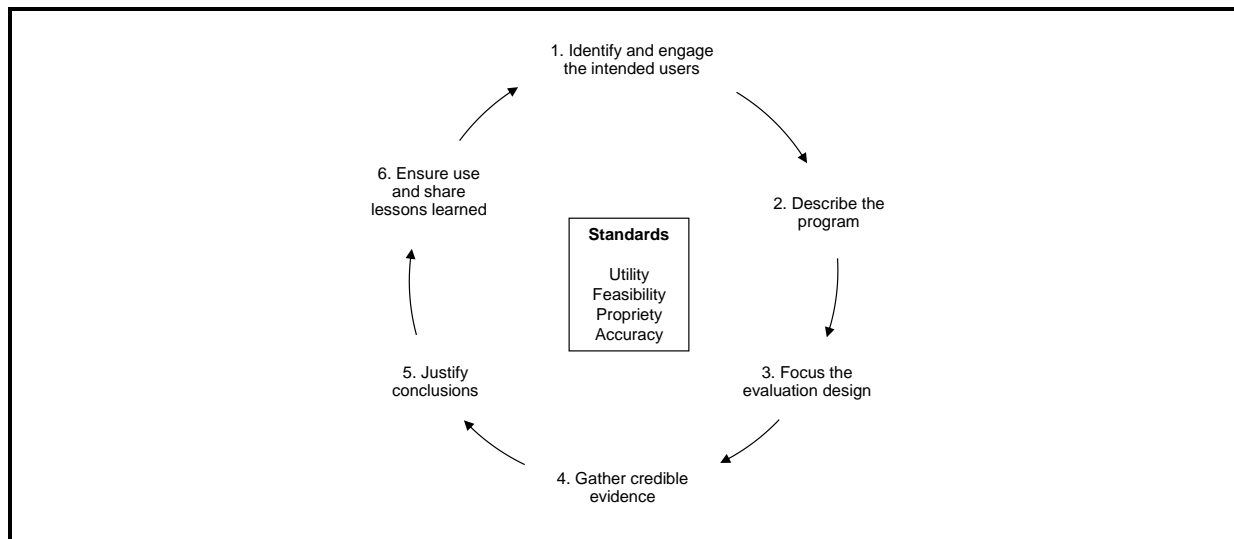 1. Identify and engage
the intended users
2. Describe the
program
3. Focus the
evaluation design
4. Gather credible
evidence
5. Justify
conclusions
6. Ensure use
and share
lessons learned
Standards
Utility
Feasibility
Propriety
Accuracy